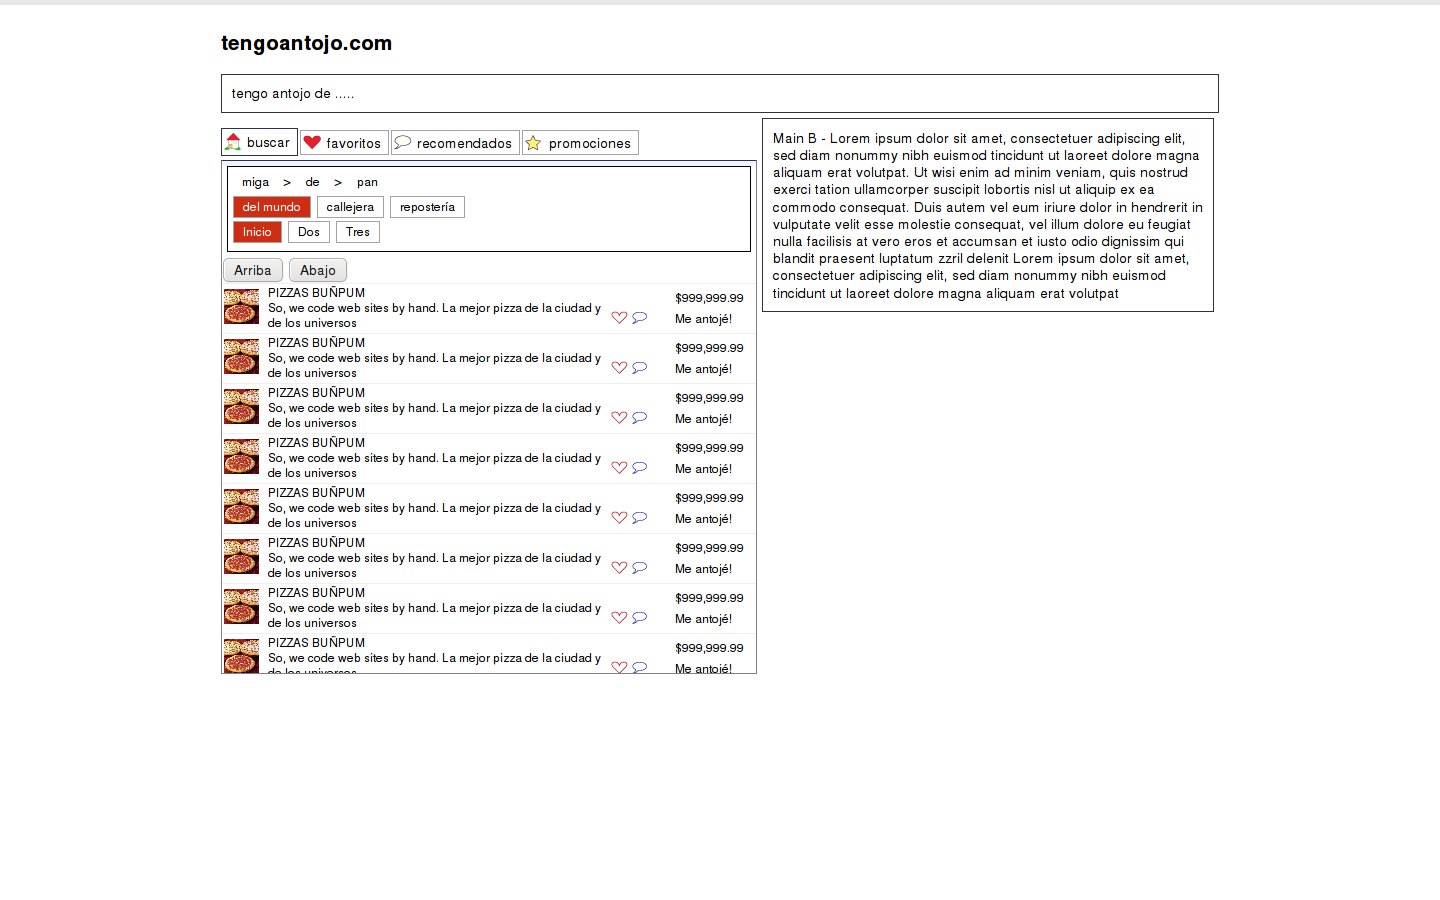 tengoantojo.com
tengo antojo de .....
buscar favoritos recomendados promociones
miga > de > pan
del mundo callejera repostería
Inicio Dos Tres
Arriba Abajo
PIZZAS BUÑPUM
So, we code web sites by hand. La mejor pizza de la ciudad y
de los universos
$999,999.99
Me antojé!
PIZZAS BUÑPUM
So, we code web sites by hand. La mejor pizza de la ciudad y
de los universos
$999,999.99
Me antojé!
PIZZAS BUÑPUM
So, we code web sites by hand. La mejor pizza de la ciudad y
de los universos
$999,999.99
Me antojé!
PIZZAS BUÑPUM
So, we code web sites by hand. La mejor pizza de la ciudad y
de los universos
$999,999.99
Me antojé!
PIZZAS BUÑPUM
So, we code web sites by hand. La mejor pizza de la ciudad y
de los universos
$999,999.99
Me antojé!
PIZZAS BUÑPUM
So, we code web sites by hand. La mejor pizza de la ciudad y
de los universos
$999,999.99
Me antojé!
PIZZAS BUÑPUM
So, we code web sites by hand. La mejor pizza de la ciudad y
de los universos
$999,999.99
Me antojé!
PIZZAS BUÑPUM
So, we code web sites by hand. La mejor pizza de la ciudad y
de los universos
$999,999.99
Me antojé!
Main B - Lorem ipsum dolor sit amet, consectetuer adipiscing elit,
sed diam nonummy nibh euismod tincidunt ut laoreet dolore magna
aliquam erat volutpat. Ut wisi enim ad minim veniam, quis nostrud
exerci tation ullamcorper suscipit lobortis nisl ut aliquip ex ea
commodo consequat. Duis autem vel eum iriure dolor in hendrerit in
vulputate velit esse molestie consequat, vel illum dolore eu feugiat
nulla facilisis at vero eros et accumsan et iusto odio dignissim qui
blandit praesent luptatum zzril delenit Lorem ipsum dolor sit amet,
consectetuer adipiscing elit, sed diam nonummy nibh euismod
tincidunt ut laoreet dolore magna aliquam erat volutpat